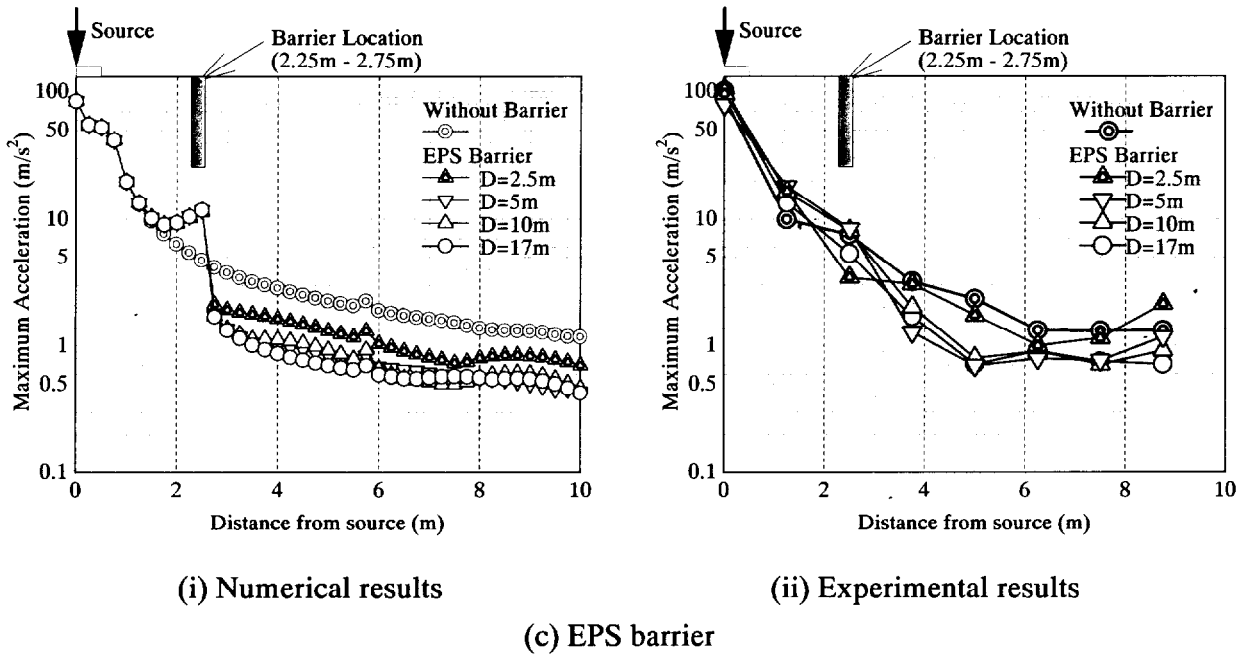 Source
Barrier Location
(2.25m - 2.75m)
Maximum Acceleration (m/s²)
100
50
10
5
1
0.5
0.1
Without Barrier
EPS Barrier
D=2.5m
D=5m
D=10m
D=17m
0 2 4 6 8 10
Distance from source (m)
(i) Numerical results
Source
Barrier Location
(2.25m - 2.75m)
Maximum Acceleration (m/s²)
100
50
10
5
1
0.5
0.1
Without Barrier
EPS Barrier
D=2.5m
D=5m
D=10m
D=17m
0 2 4 6 8 10
Distance from source (m)
(ii) Experimental results
(c) EPS barrier